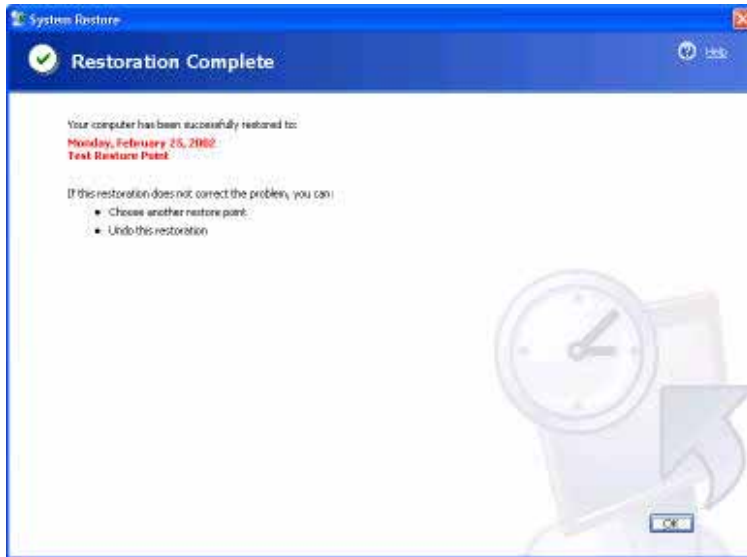 System Restore
Restoration Complete
Help
Your computer has been successfully restored to:
Monday, February 25, 2002
Test Restore Point
If this restoration does not correct the problem, you can:
• Choose another restore point
• Undo this restoration
OK